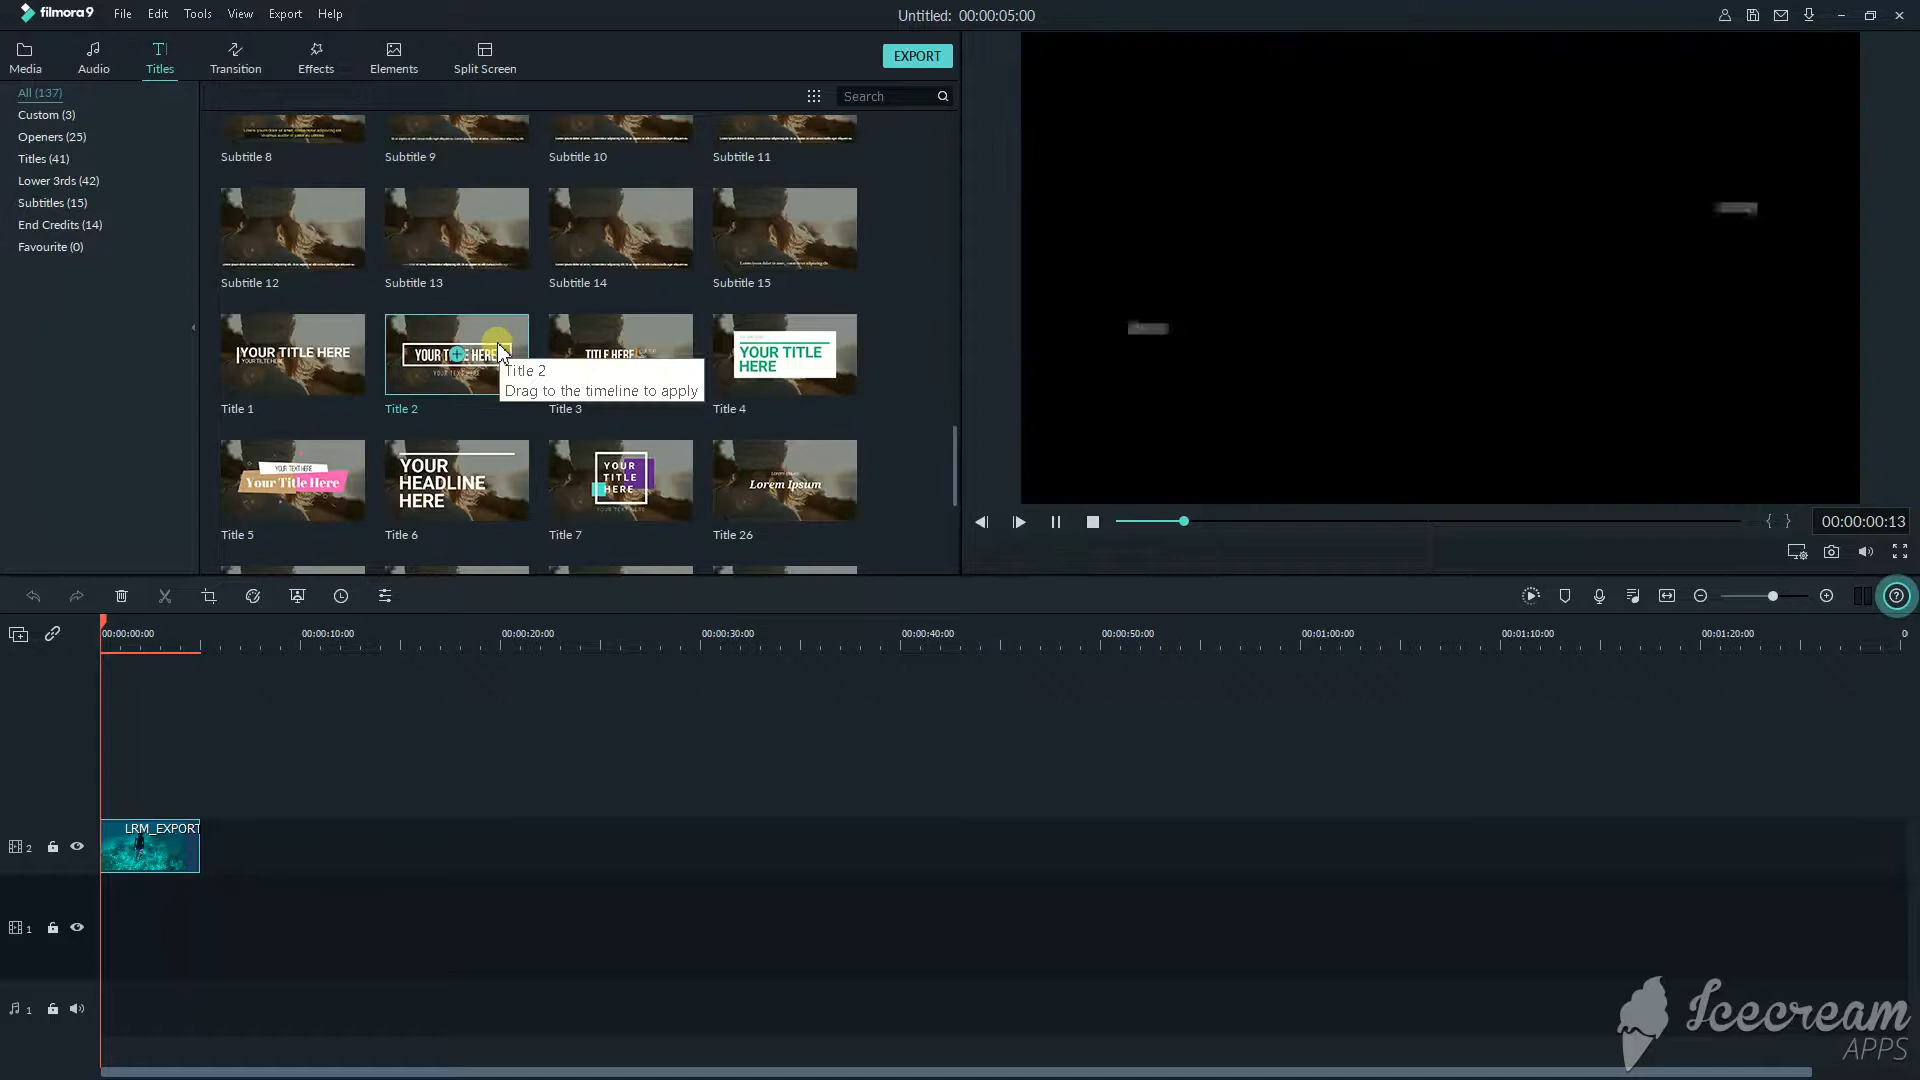 filmora9 File Edit Tools View Export Help Untitled: 00:00:05:00
Media Audio Titles Transition Effects Elements Split Screen EXPORT
All (137)
Custom (3)
Openers (25)
Titles (41)
Lower 3rds (42)
Subtitles (15)
End Credits (14)
Favourite (0)
Search
Subtitle 8 Subtitle 9 Subtitle 10 Subtitle 11
Subtitle 12 Subtitle 13 Subtitle 14 Subtitle 15
YOUR TITLE HERE
YOUR TITLE HERE
TITLE HERE
YOUR TITLE
HERE
Title 2
Drag to the timeline to apply
Title 1 Title 2 Title 3 Title 4
YOUR TEXT HERE
Your Title Here
YOUR
HEADLINE
HERE
YOUR
TITLE
HERE
YOUR TEXT HERE
Lorem Ipsum
Title 5 Title 6 Title 7 Title 26
{ } 00:00:00:13
00:00:00:00 00:00:10:00 00:00:20:00 00:00:30:00 00:00:40:00 00:00:50:00 00:01:00:00 00:01:10:00 00:01:20:00 0
LRM_EXPORT
2
1
1
Icecream
APPS